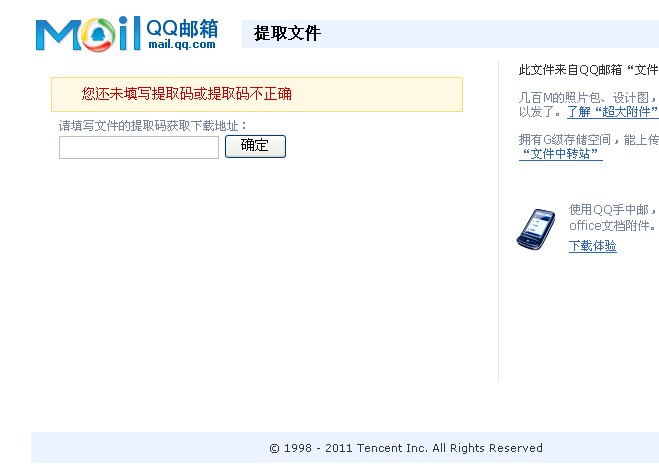 Mail QQ邮箱
mail.qq.com
提取文件
您还未填写提取码或提取码不正确
请填写文件的提取码获取下载地址：
确定
此文件来自QQ邮箱“文件
几百M的照片包、设计图，
以发了。了解“超大附件”
拥有G级存储空间，能上传
“文件中转站”
使用QQ手中邮，
office文档附件。
下载体验
© 1998 - 2011 Tencent Inc. All Rights Reserved